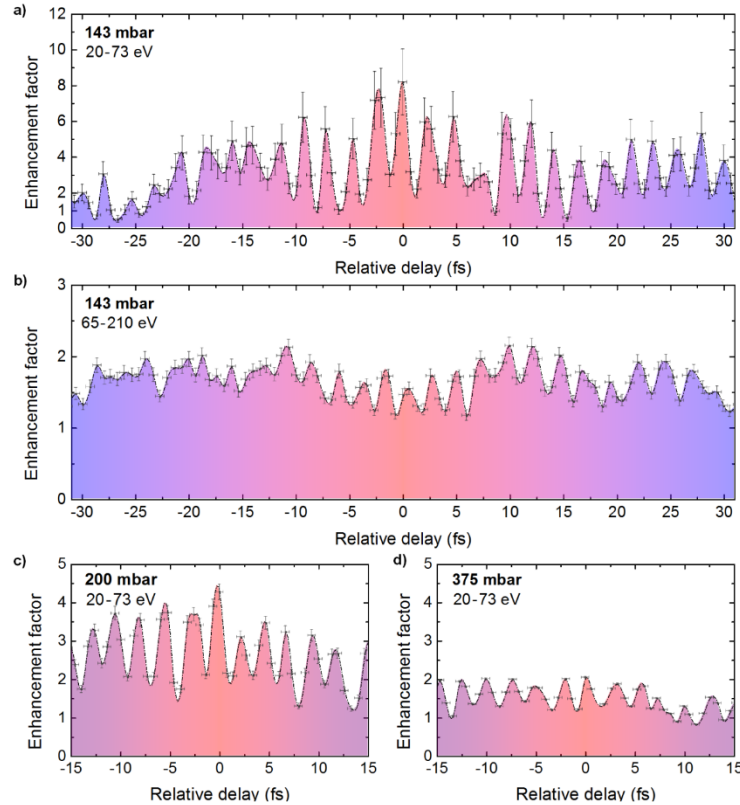 a)
143 mbar
20-73 eV
Enhancement factor
12
10
8
6
4
3
2
1
0
-30 -25 -20 -15 -10 -5 0 5 10 15 20 25 30
Relative delay (fs)
b)
143 mbar
65-210 eV
Enhancement factor
3
2
1
0
-30 -25 -20 -15 -10 -5 0 5 10 15 20 25 30
Relative delay (fs)
c)
200 mbar
20-73 eV
Enhancement factor
5
4
3
2
1
0
-15 -10 -5 0 5 10 15
Relative delay (fs)
d)
375 mbar
20-73 eV
Enhancement factor
5
4
3
2
1
0
-15 -10 -5 0 5 10 15
Relative delay (fs)